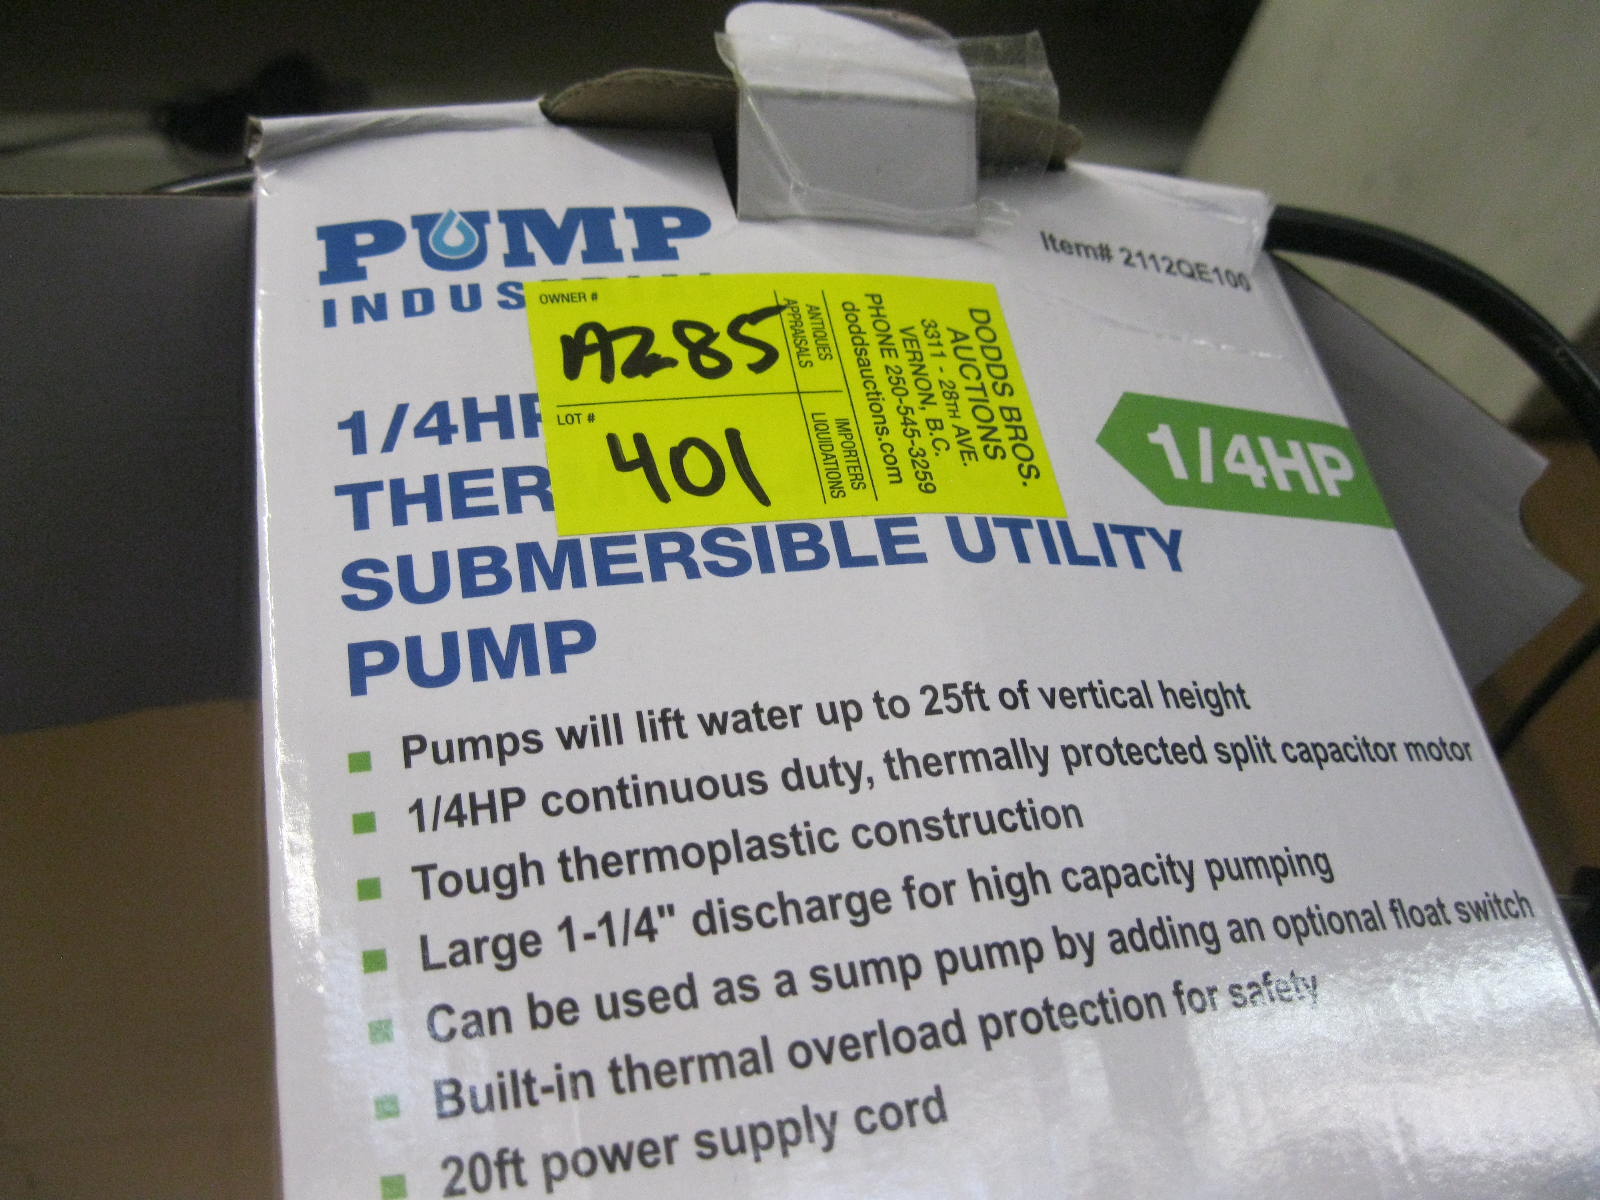 PUMP
INDUS
Item# 2112QE100
OWNER #
AZ85
LOT #
401
ANTIQUES
APPRAISALS
IMPORTERS
LIQUIDATIONS
DODDS BROS.
AUCTIONS
3311 - 28TH AVE.
VERNON, B.C.
PHONE 250-545-3259
doddsauctions.com
1/4HP
1/4HP
THER
SUBMERSIBLE UTILITY
PUMP
Pumps will lift water up to 25ft of vertical height
1/4HP continuous duty, thermally protected split capacitor motor
Tough thermoplastic construction
Large 1-1/4" discharge for high capacity pumping
Can be used as a sump pump by adding an optional float switch
Built-in thermal overload protection for safety
20ft power supply cord